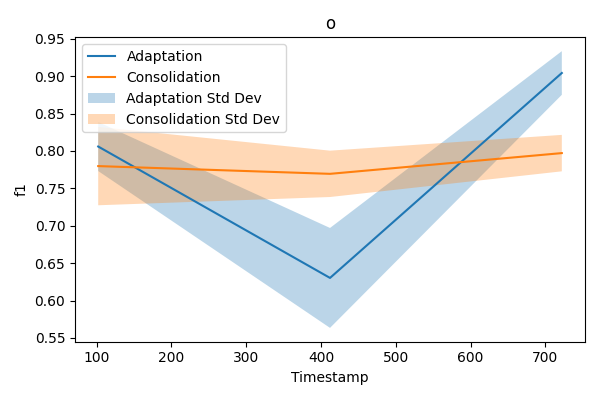 o
0.95
0.90
0.85
0.80
0.75
0.70
0.65
0.60
0.55
f1
Adaptation
Consolidation
Adaptation Std Dev
Consolidation Std Dev
100
200
300
400
500
600
700
Timestamp